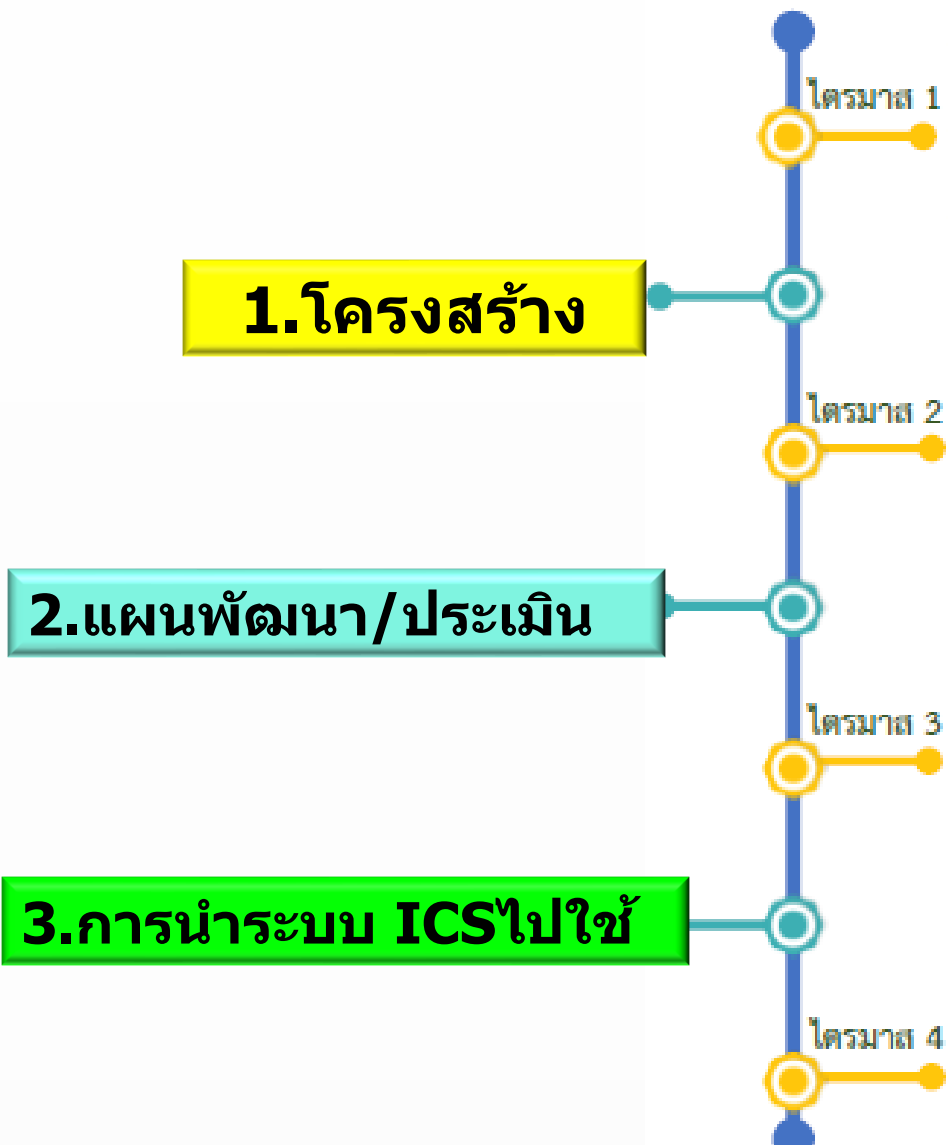 ไตรมาส 1
1.โครงสร้าง
ไตรมาส 2
2.แผนพัฒนา/ประเมิน
ไตรมาส 3
3.การนำระบบ ICSไปใช้
ไตรมาส 4